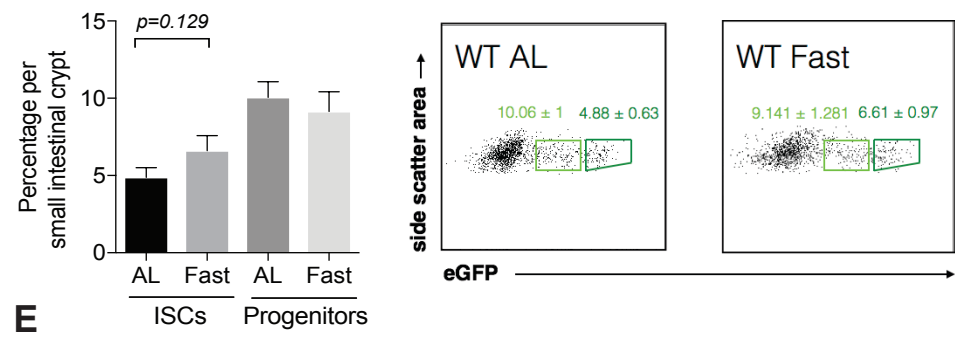 Percentage per
small intestinal crypt
15
10
5
0
p=0.129
AL
Fast
AL
Fast
ISCs
Progenitors
E
side scatter area
WT AL
10.06 ± 1
4.88 ± 0.63
WT Fast
9.141 ± 1.281
6.61 ± 0.97
eGFP